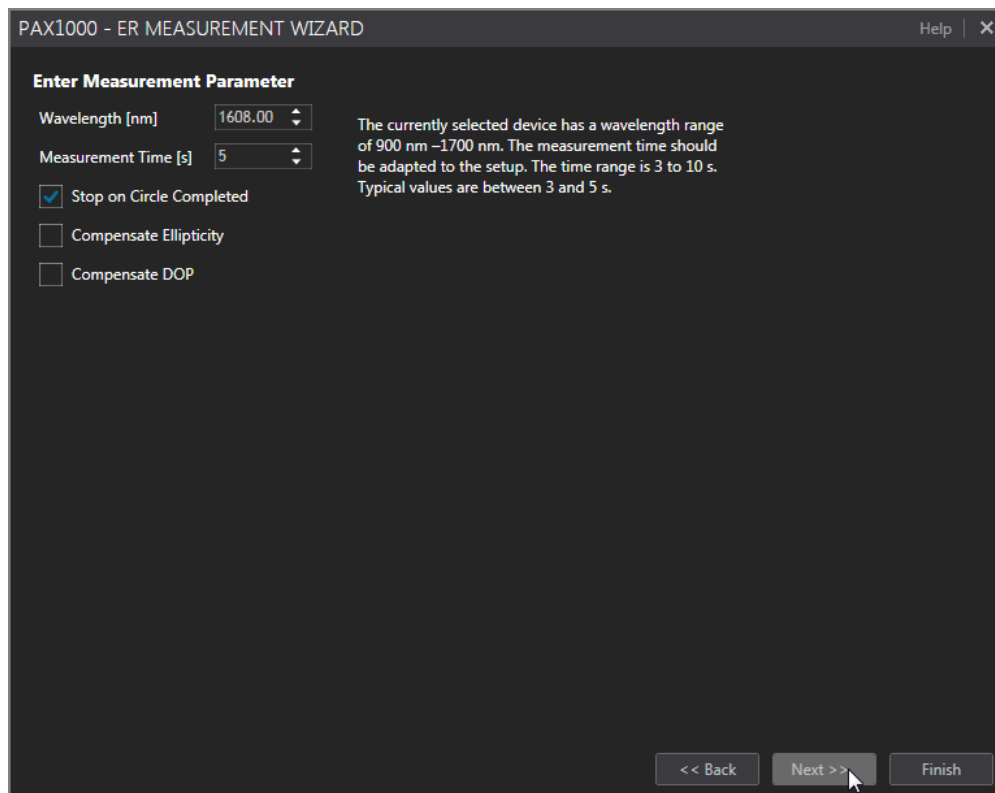 PAX1000 - ER MEASUREMENT WIZARD
Help
Enter Measurement Parameter
Wavelength [nm] 1608.00
Measurement Time [s] 5
The currently selected device has a wavelength range
of 900 nm –1700 nm. The measurement time should
be adapted to the setup. The time range is 3 to 10 s.
Typical values are between 3 and 5 s.
Stop on Circle Completed
Compensate Ellipticity
Compensate DOP
<< Back
Next >>
Finish